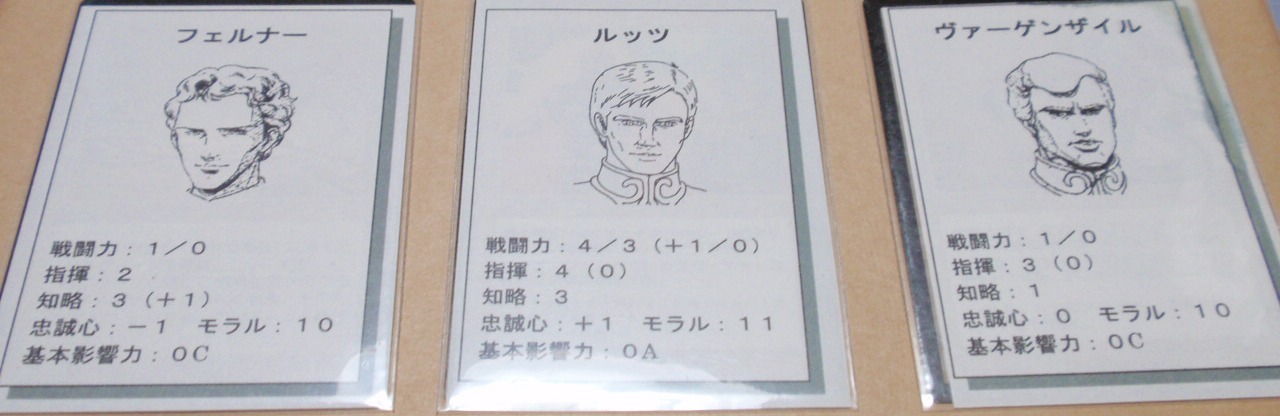 フェルナー
戦闘力：１／０
指揮：２
知略：３（＋１）
忠誠心：－１　モラル：１０
基本影響力：０Ｃ
ルッツ
戦闘力：４／３（＋１／０）
指揮：４（０）
知略：３
忠誠心：＋１　モラル：１１
基本影響力：０Ａ
ヴァーゲンザイル
戦闘力：１／０
指揮：３（０）
知略：１
忠誠心：０　モラル：１０
基本影響力：０Ｃ